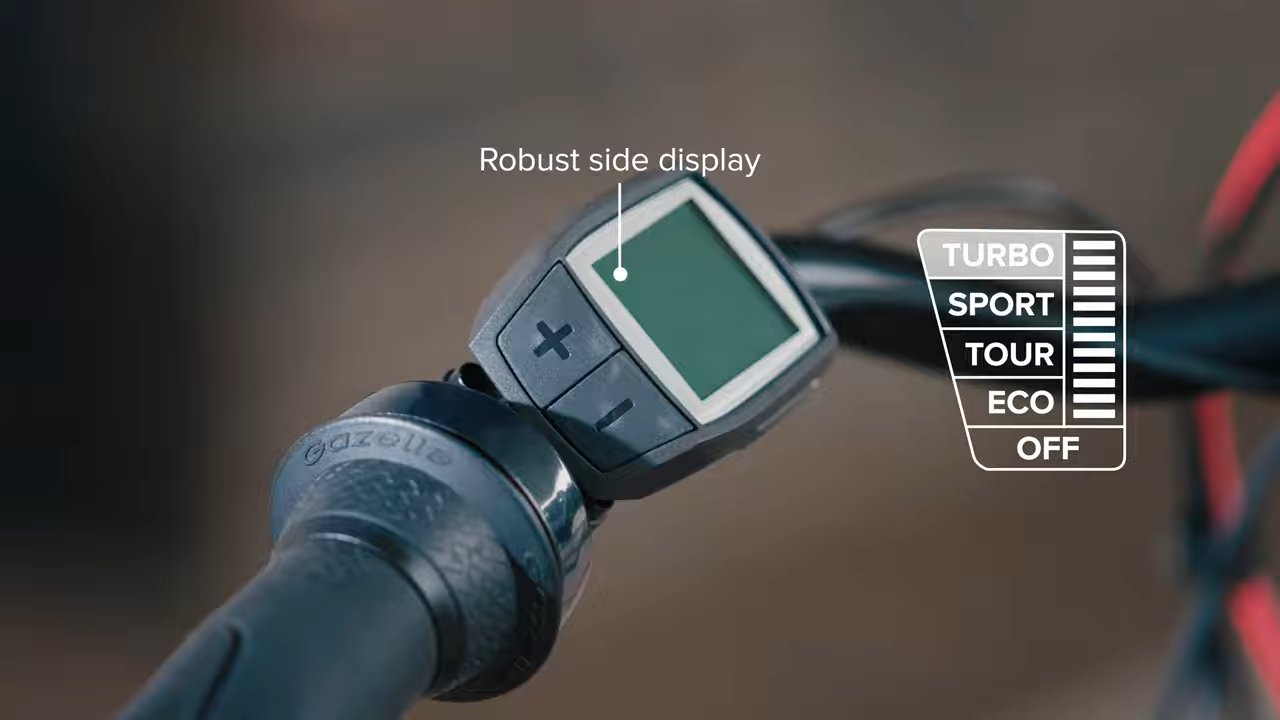 Robust side display
TURBO
SPORT
TOUR
ECO
OFF
Gazelle